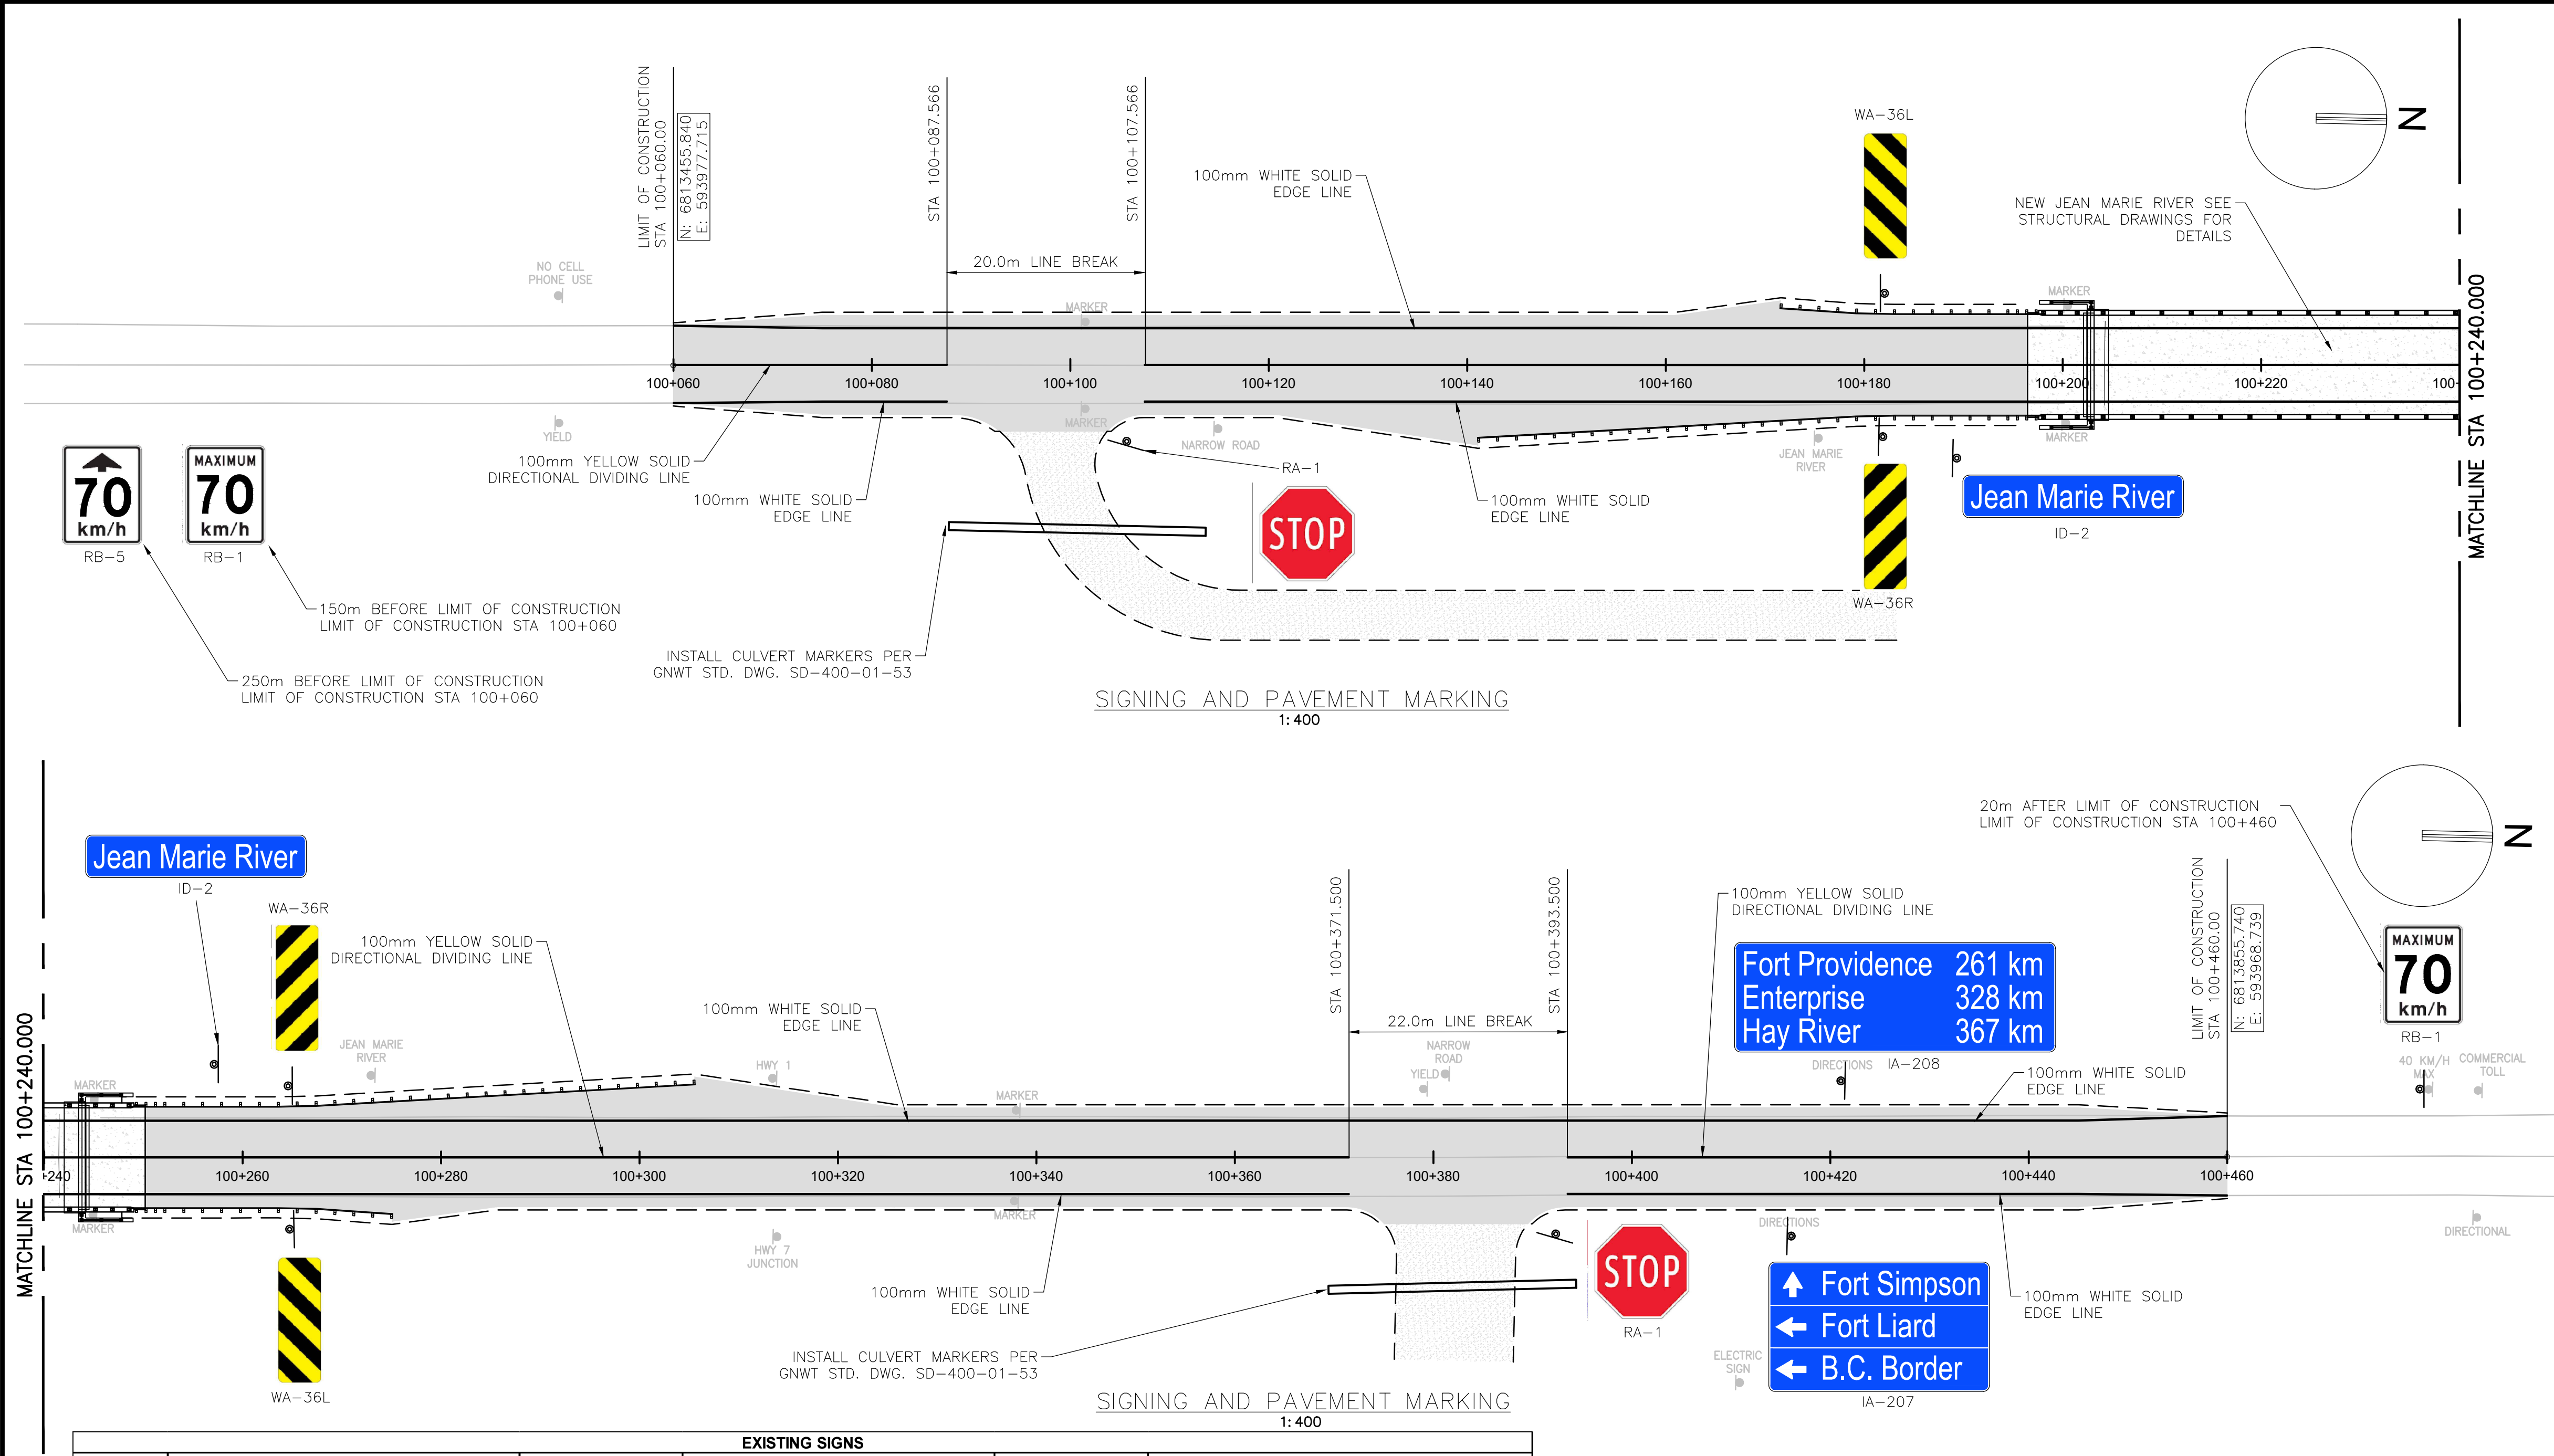 LIMIT OF CONSTRUCTION
STA 100+060.00
N: 6813455.840
E: 593977.715
STA 100+087.566
STA 100+107.566
20.0m LINE BREAK
100mm WHITE SOLID
EDGE LINE
WA-36L
N
NEW JEAN MARIE RIVER SEE
STRUCTURAL DRAWINGS FOR
DETAILS
NO CELL
PHONE USE
MARKER
MARKER
MATCHLINE STA 100+240.000
100+060
100+080
100+100
100+120
100+140
100+160
100+180
100+200
100+220
100-
YIELD
MARKER
NARROW ROAD
JEAN MARIE
RIVER
MARKER
100mm YELLOW SOLID
DIRECTIONAL DIVIDING LINE
100mm WHITE SOLID
EDGE LINE
RA-1
STOP
100mm WHITE SOLID
EDGE LINE
WA-36R
Jean Marie River
ID-2
70
km/h
RB-5
MAXIMUM
70
km/h
RB-1
150m BEFORE LIMIT OF CONSTRUCTION
LIMIT OF CONSTRUCTION STA 100+060
250m BEFORE LIMIT OF CONSTRUCTION
LIMIT OF CONSTRUCTION STA 100+060
INSTALL CULVERT MARKERS PER
GNWT STD. DWG. SD-400-01-53
SIGNING AND PAVEMENT MARKING
1:400
MATCHLINE STA 100+240.000
Jean Marie River
ID-2
WA-36R
100mm YELLOW SOLID
DIRECTIONAL DIVIDING LINE
100mm WHITE SOLID
EDGE LINE
STA 100+371.500
STA 100+393.500
22.0m LINE BREAK
100mm YELLOW SOLID
DIRECTIONAL DIVIDING LINE
Fort Providence 261 km
Enterprise 328 km
Hay River 367 km
IA-208
20m AFTER LIMIT OF CONSTRUCTION
LIMIT OF CONSTRUCTION STA 100+460
LIMIT OF CONSTRUCTION
STA 100+460.00
N: 6813855.740
E: 593968.739
N
MAXIMUM
70
km/h
RB-1
JEAN MARIE
RIVER
MARKER
HWY 1
MARKER
NARROW
ROAD
YIELD
DIRECTIONS
100mm WHITE SOLID
EDGE LINE
40 KM/H
MAX
COMMERCIAL
TOLL
+240
100+260
100+280
100+300
100+320
100+340
100+360
100+380
100+400
100+420
100+440
100+460
MARKER
HWY 7
JUNCTION
MARKER
DIRECTIONS
DIRECTIONAL
100mm WHITE SOLID
EDGE LINE
STOP
RA-1
Fort Simpson
Fort Liard
B.C. Border
IA-207
100mm WHITE SOLID
EDGE LINE
ELECTRIC
SIGN
WA-36L
INSTALL CULVERT MARKERS PER
GNWT STD. DWG. SD-400-01-53
SIGNING AND PAVEMENT MARKING
1:400
EXISTING SIGNS